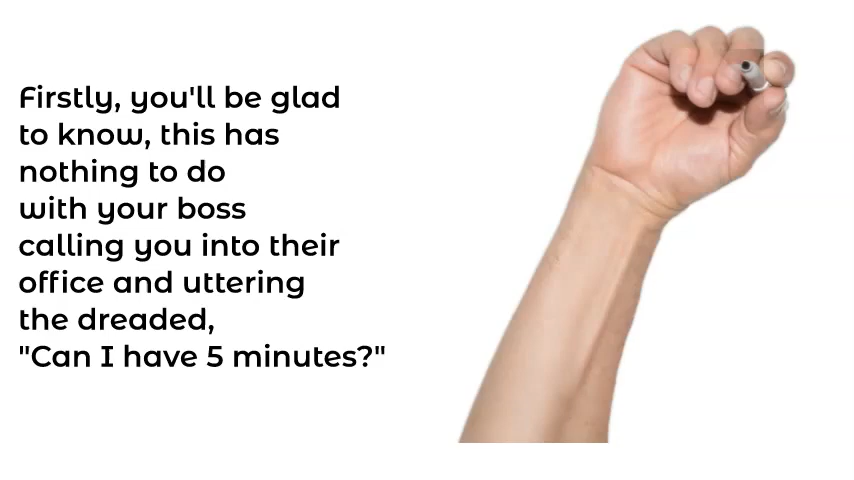 Firstly, you'll be glad
to know, this has
nothing to do
with your boss
calling you into their
office and uttering
the dreaded,
"Can I have 5 minutes?"